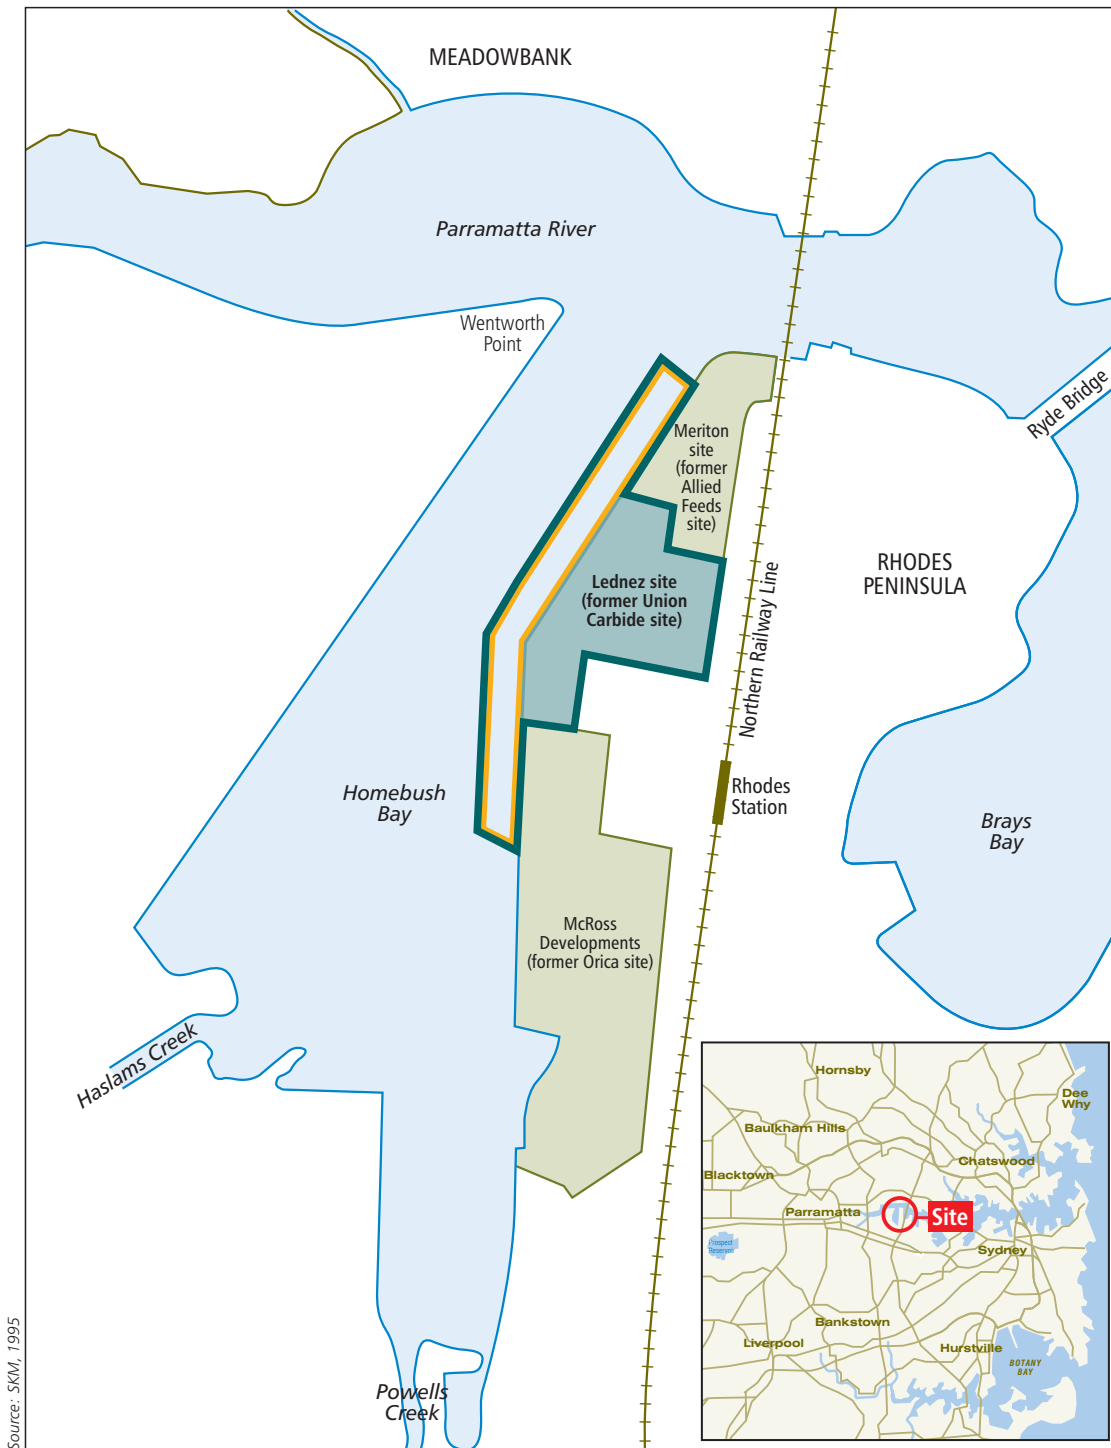 MEADOWBANK
Parramatta River
Wentworth
Point
Ryde Bridge
Meriton
site
(former
Allied
Feeds
site)
Lednez site
(former Union
Carbide site)
RHODES
PENINSULA
Northern Railway Line
Rhodes
Station
Homebush
Bay
Brays
Bay
McRoss
Developments
(former Orica site)
Haslams Creek
Powells
Creek
Source: SKM, 1995
Hornsby
Dee
Why
Baulkham Hills
Chatswood
Blacktown
Parramatta
Site
Prospect
Reservoir
Sydney
Bankstown
Liverpool
Hurstville
BOTANY
BAY